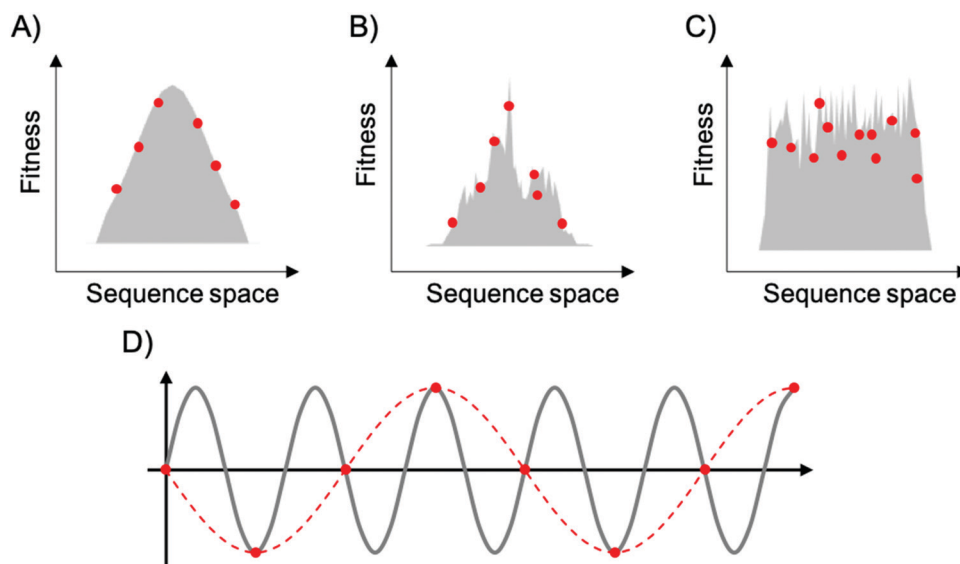 A)
Fitness
Sequence space
B)
Fitness
Sequence space
C)
Fitness
Sequence space
D)